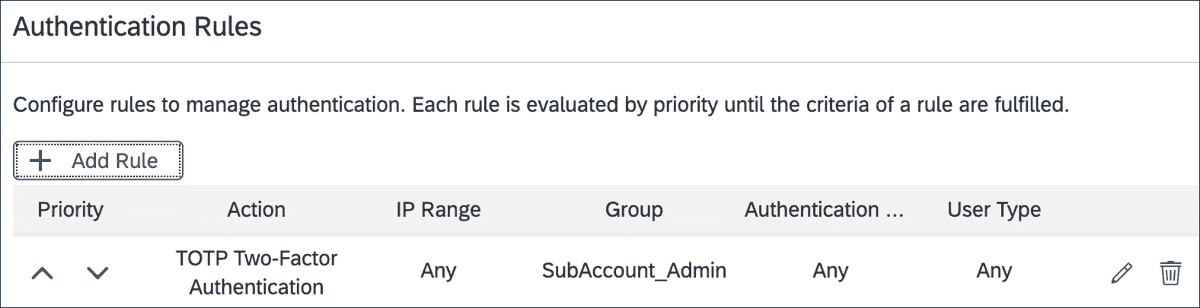 Authentication Rules
Configure rules to manage authentication. Each rule is evaluated by priority until the criteria of a rule are fulfilled.
+ Add Rule
Priority Action IP Range Group Authentication ... User Type
TOTP Two-Factor
Authentication Any SubAccount_Admin Any Any